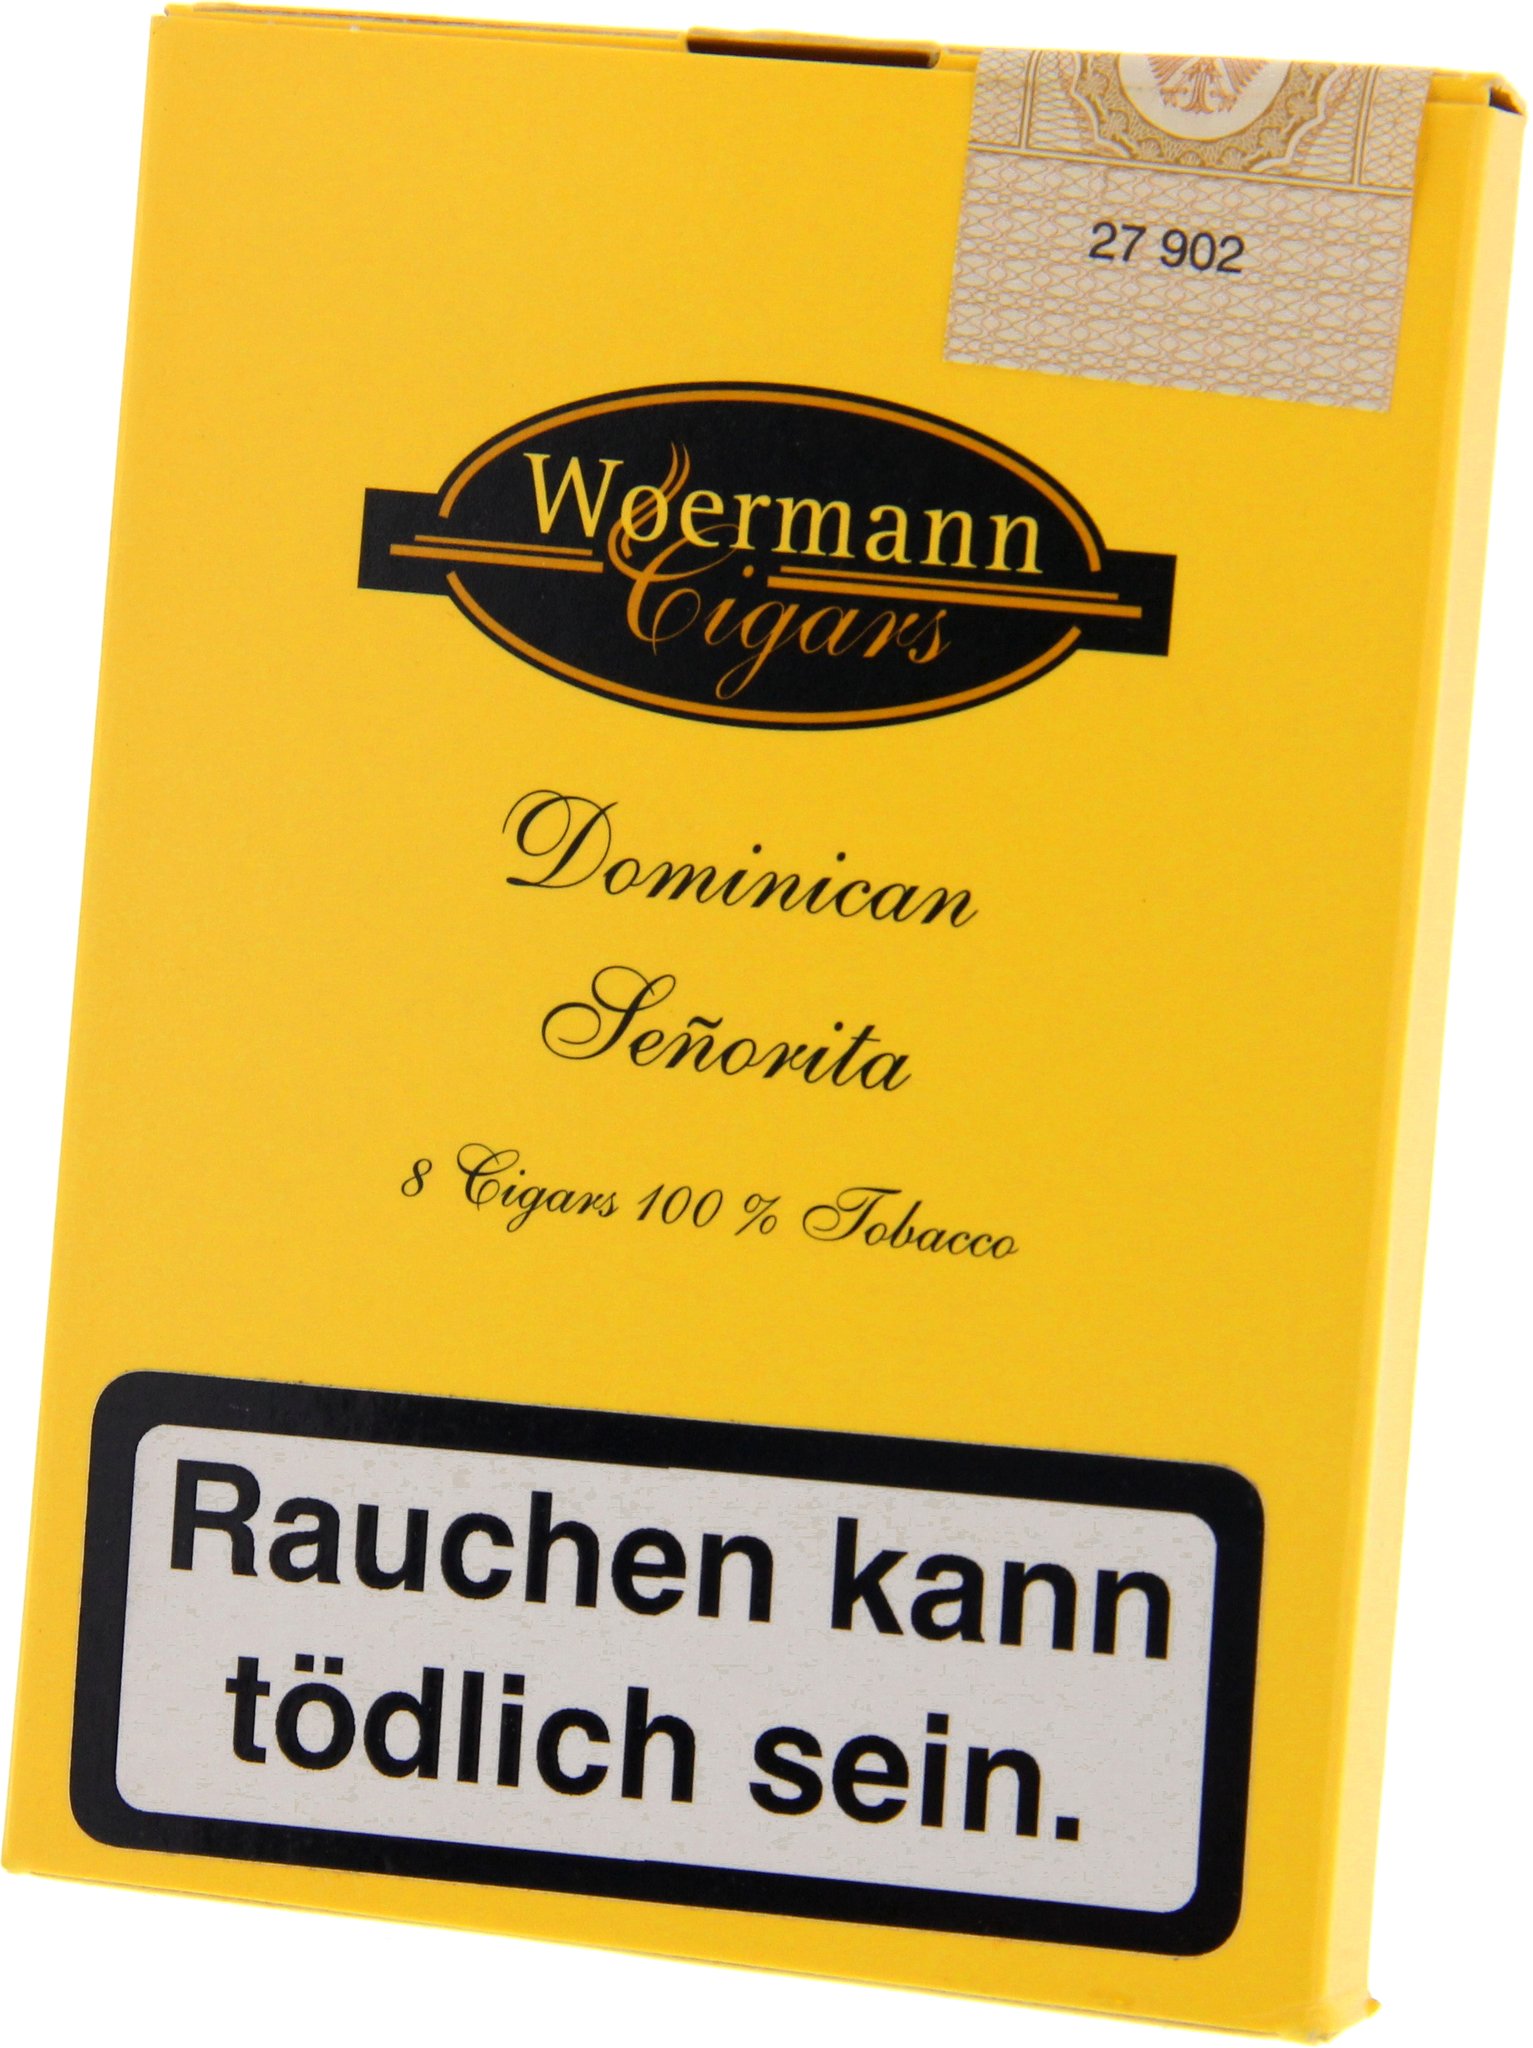 27 902
Woermann
Cigars
Dominican
Señorita
8 Cigars 100 % Tobacco
Rauchen kann
tödlich sein.